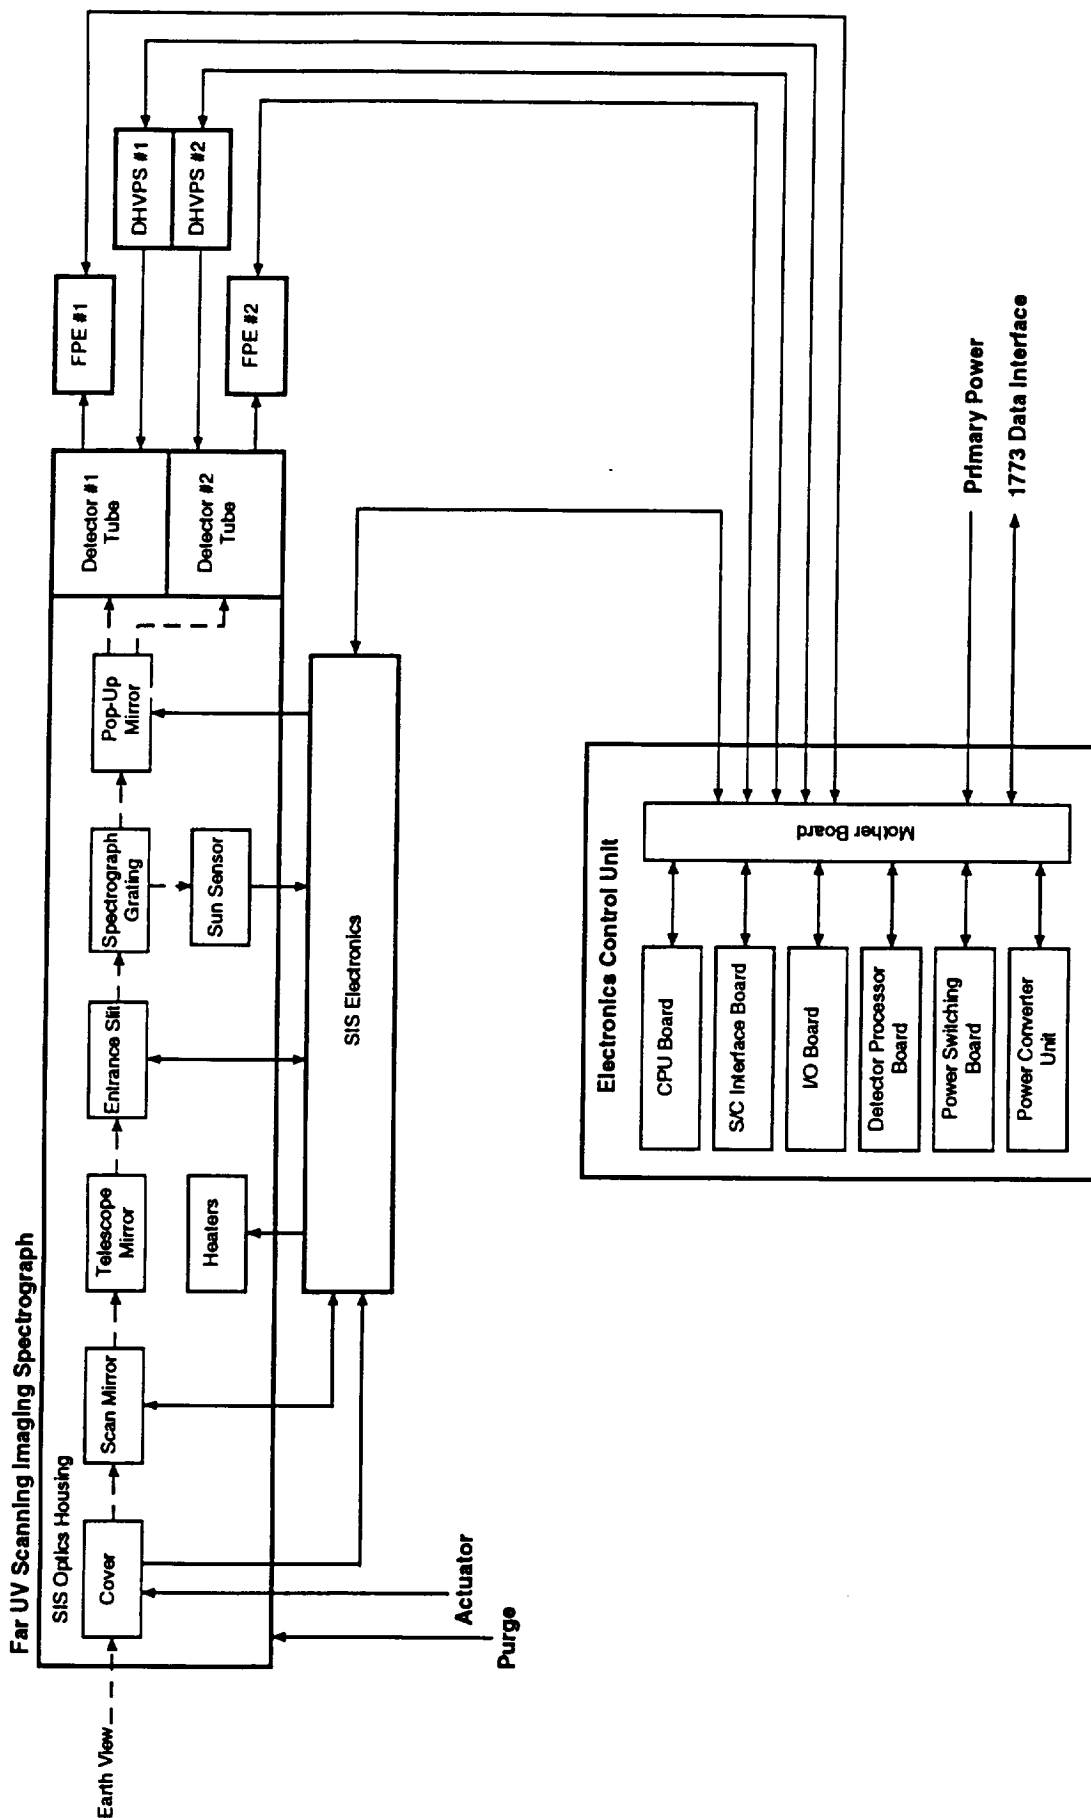 Far UV Scanning Imaging Spectrograph
SIS Optics Housing
Earth View
Cover
Scan Mirror
Telescope
Mirror
Entrance Slit
Spectrograph
Grating
Pop-Up
Mirror
Detector #1
Tube
Detector #2
Tube
FPE #1
FPE #2
DHVPS #1
DHVPS #2
Heaters
Sun Sensor
SIS Electronics
Actuator
Purge
Electronics Control Unit
CPU Board
S/C Interface Board
I/O Board
Detector Processor
Board
Power Switching
Board
Power Converter
Unit
Mother Board
Primary Power
1773 Data Interface